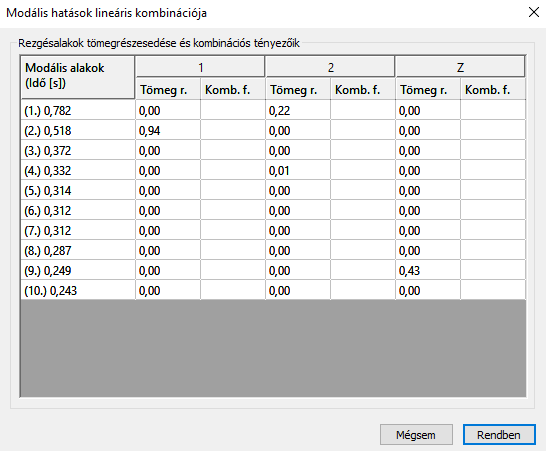 Modális hatások lineáris kombinációja
Rezgésalakok tömegrészesedése és kombinációs tényezőik
Modális alakok (Idő [s]) 1 2 Z
Tömeg r. Komb. f. Tömeg r. Komb. f. Tömeg r. Komb. f.
(1.) 0,782 0,00 0,22 0,00
(2.) 0,518 0,94 0,00 0,00
(3.) 0,372 0,00 0,00 0,00
(4.) 0,332 0,00 0,01 0,00
(5.) 0,314 0,00 0,00 0,00
(6.) 0,312 0,00 0,00 0,00
(7.) 0,312 0,00 0,00 0,00
(8.) 0,287 0,00 0,00 0,00
(9.) 0,249 0,00 0,00 0,43
(10.) 0,243 0,00 0,00 0,00
Mégsem Rendben